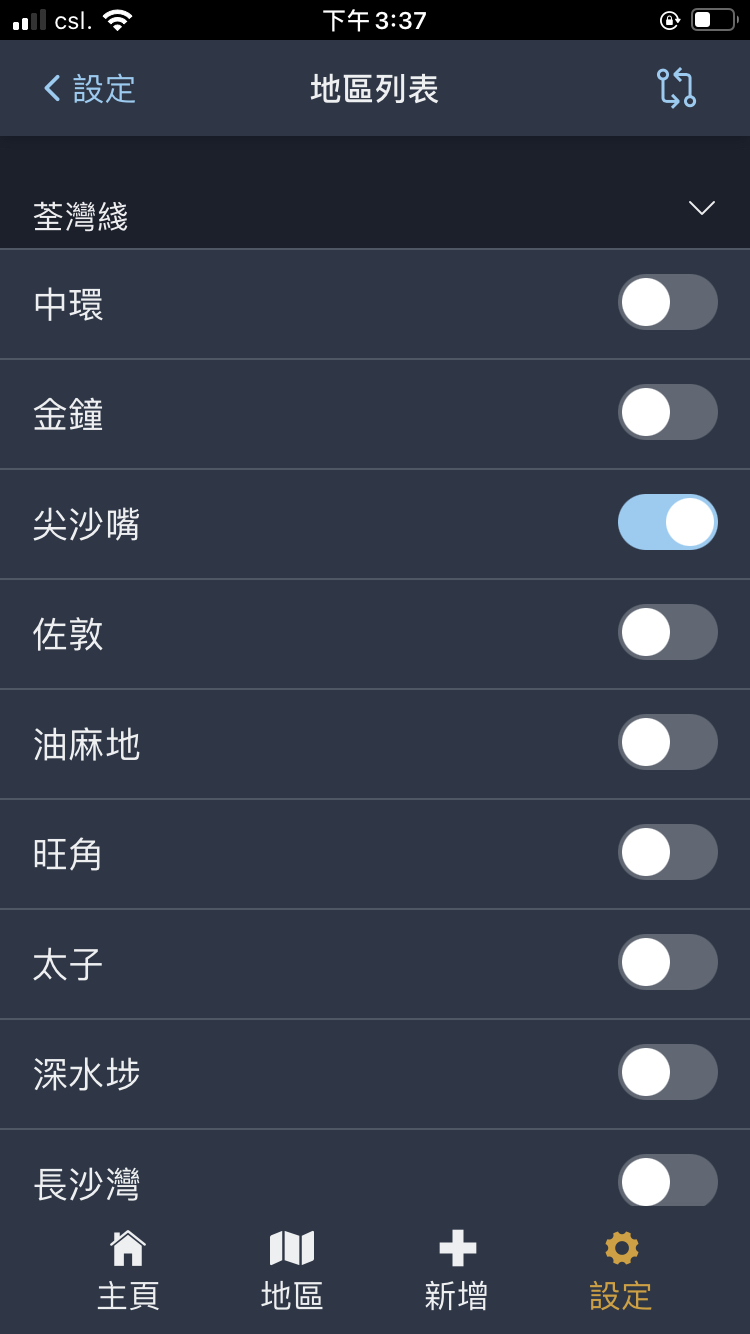 csl. 下午3:37
設定 地區列表
荃灣綫
中環
金鐘
尖沙嘴
佐敦
油麻地
旺角
太子
深水埗
長沙灣
主頁 地區 新增 設定